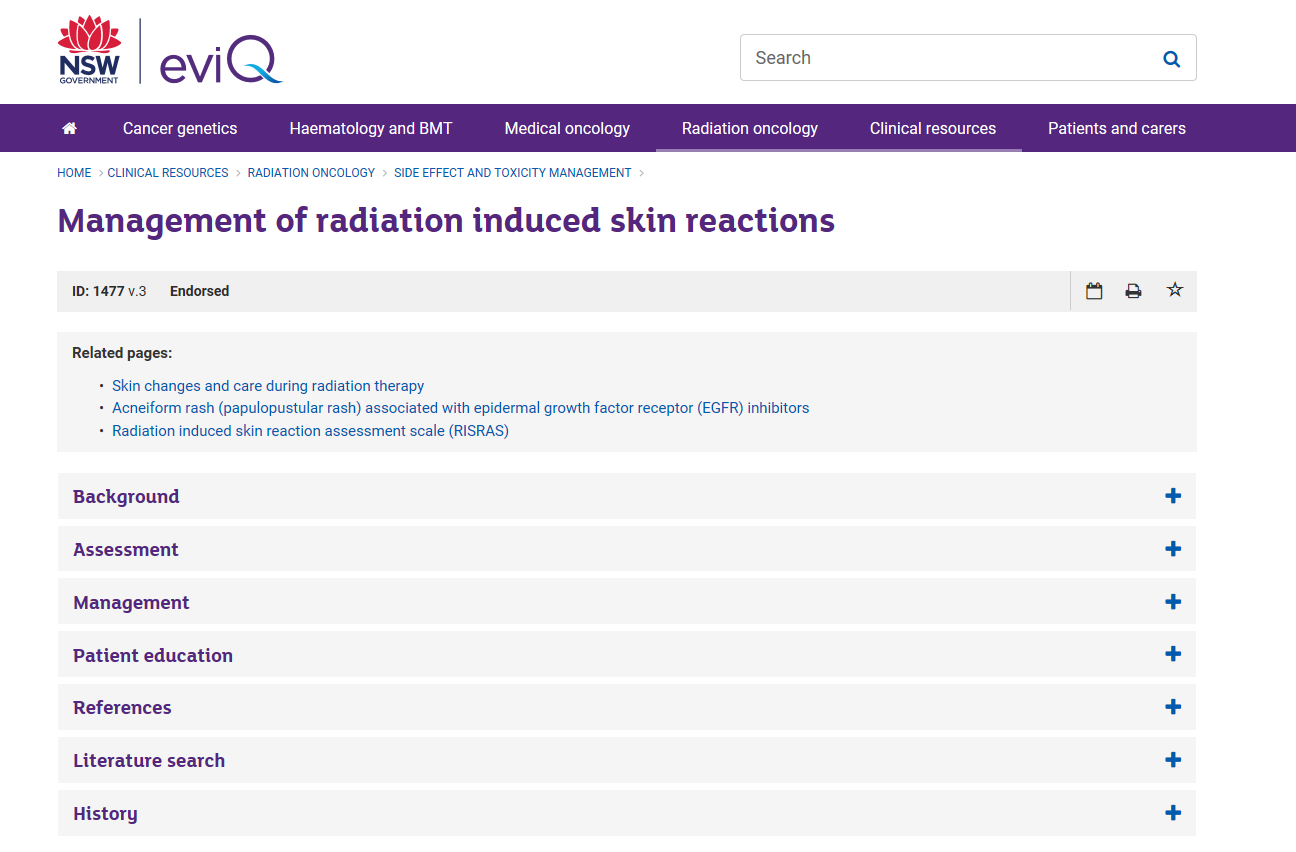 NSW
GOVERNMENT
eviQ
Search
Cancer genetics Haematology and BMT Medical oncology Radiation oncology Clinical resources Patients and carers
HOME > CLINICAL RESOURCES > RADIATION ONCOLOGY > SIDE EFFECT AND TOXICITY MANAGEMENT >
Management of radiation induced skin reactions
ID: 1477 v.3 Endorsed
Related pages:
• Skin changes and care during radiation therapy
• Acneiform rash (papulopustular rash) associated with epidermal growth factor receptor (EGFR) inhibitors
• Radiation induced skin reaction assessment scale (RISRAS)
Background
Assessment
Management
Patient education
References
Literature search
History